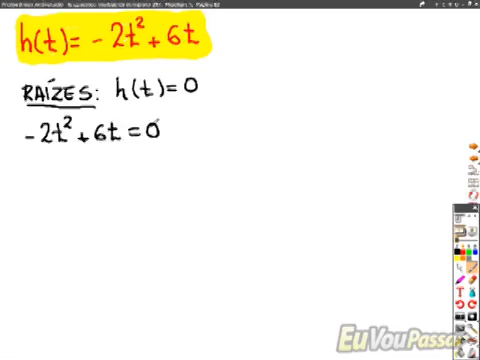 h(t) = - 2t² + 6t
RAÍZES: h(t) = 0
- 2t² + 6t = 0
EuVouPassar